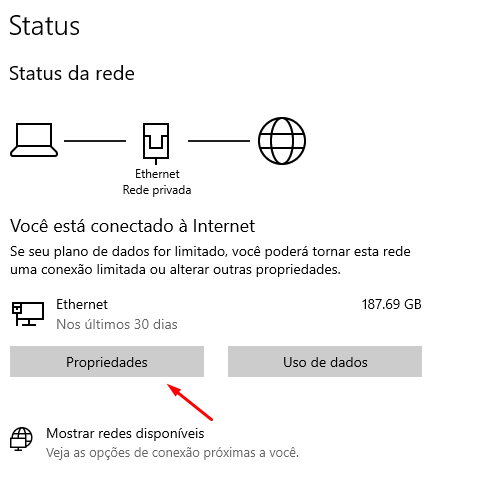 Status
Status da rede
Ethernet
Rede privada
Você está conectado à Internet
Se seu plano de dados for limitado, você poderá tornar esta rede
uma conexão limitada ou alterar outras propriedades.
Ethernet
187.69 GB
Nos últimos 30 dias
Propriedades
Uso de dados
Mostrar redes disponíveis
Veja as opções de conexão próximas a você.